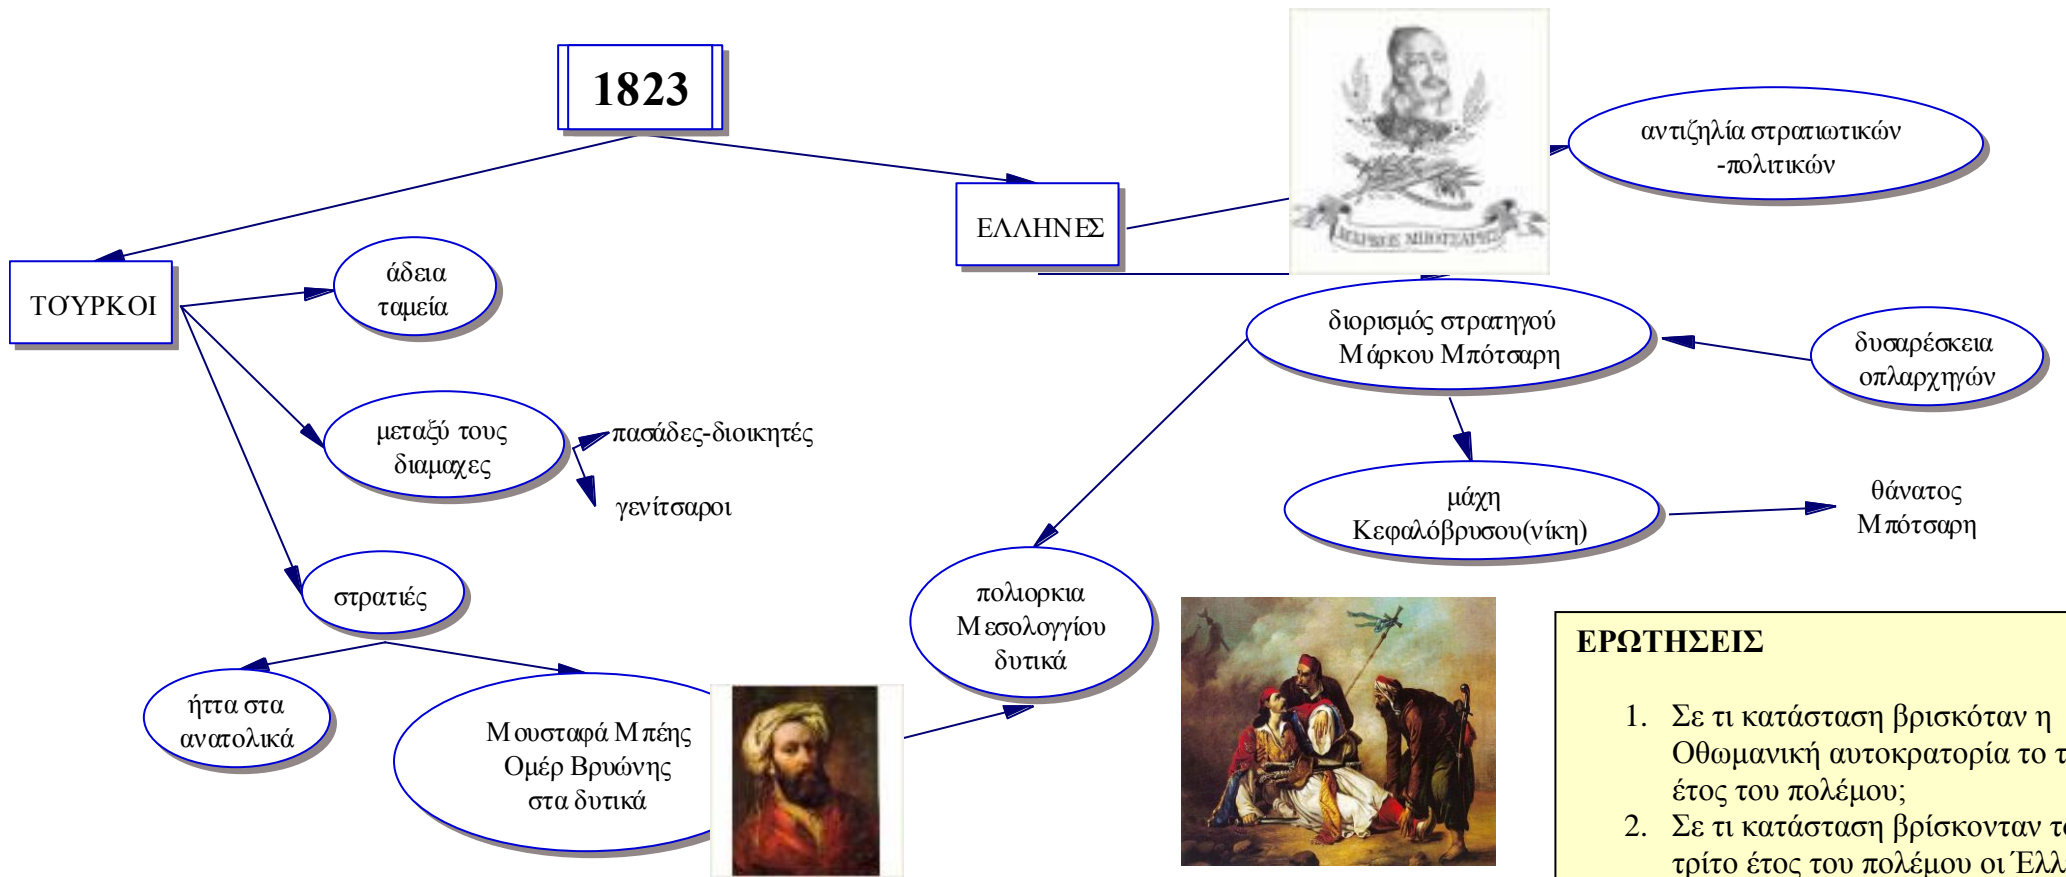 1823
ΕΛΛΗΝΕΣ
αντιζηλία στρατιωτικών
-πολιτικών
ΜΑΡΚΟΣ ΜΠΟΤΣΑΡΗΣ
ΤΟΎΡΚΟΙ
άδεια
ταμεία
διορισμός στρατηγού
Μάρκου Μπότσαρη
δυσαρέσκεια
οπλαρχηγών
μεταξύ τους
διαμαχες
πασάδες-διοικητές
γενίτσαροι
μάχη
Κεφαλόβρυσου(νίκη)
θάνατος
Μπότσαρη
στρατιές
πολιορκια
Μεσολογγίου
δυτικά
ήττα στα
ανατολικά
Μουσταφά Μπέης
Ομέρ Βρυώνης
στα δυτικά
ΕΡΩΤΗΣΕΙΣ
1. Σε τι κατάσταση βρισκόταν η
Οθωμανική αυτοκρατορία το
έτος του πολέμου;
2. Σε τι κατάσταση βρίσκονταν
τρίτο έτος του πολέμου οι